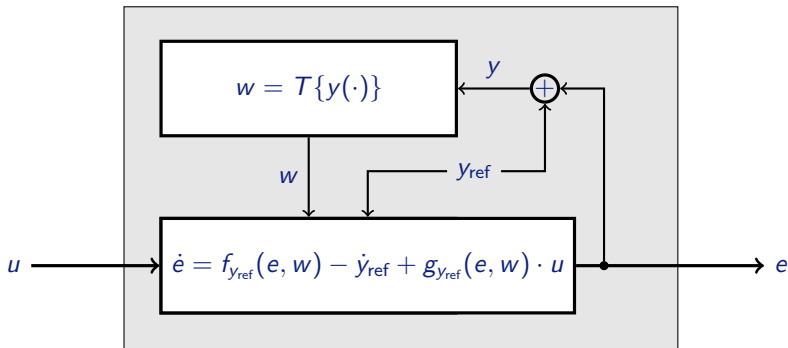 w = T{y(·)}
y
+
w
y_ref
u
ė = f_{y_ref}(e, w) − ẏ_ref + g_{y_ref}(e, w) · u
e